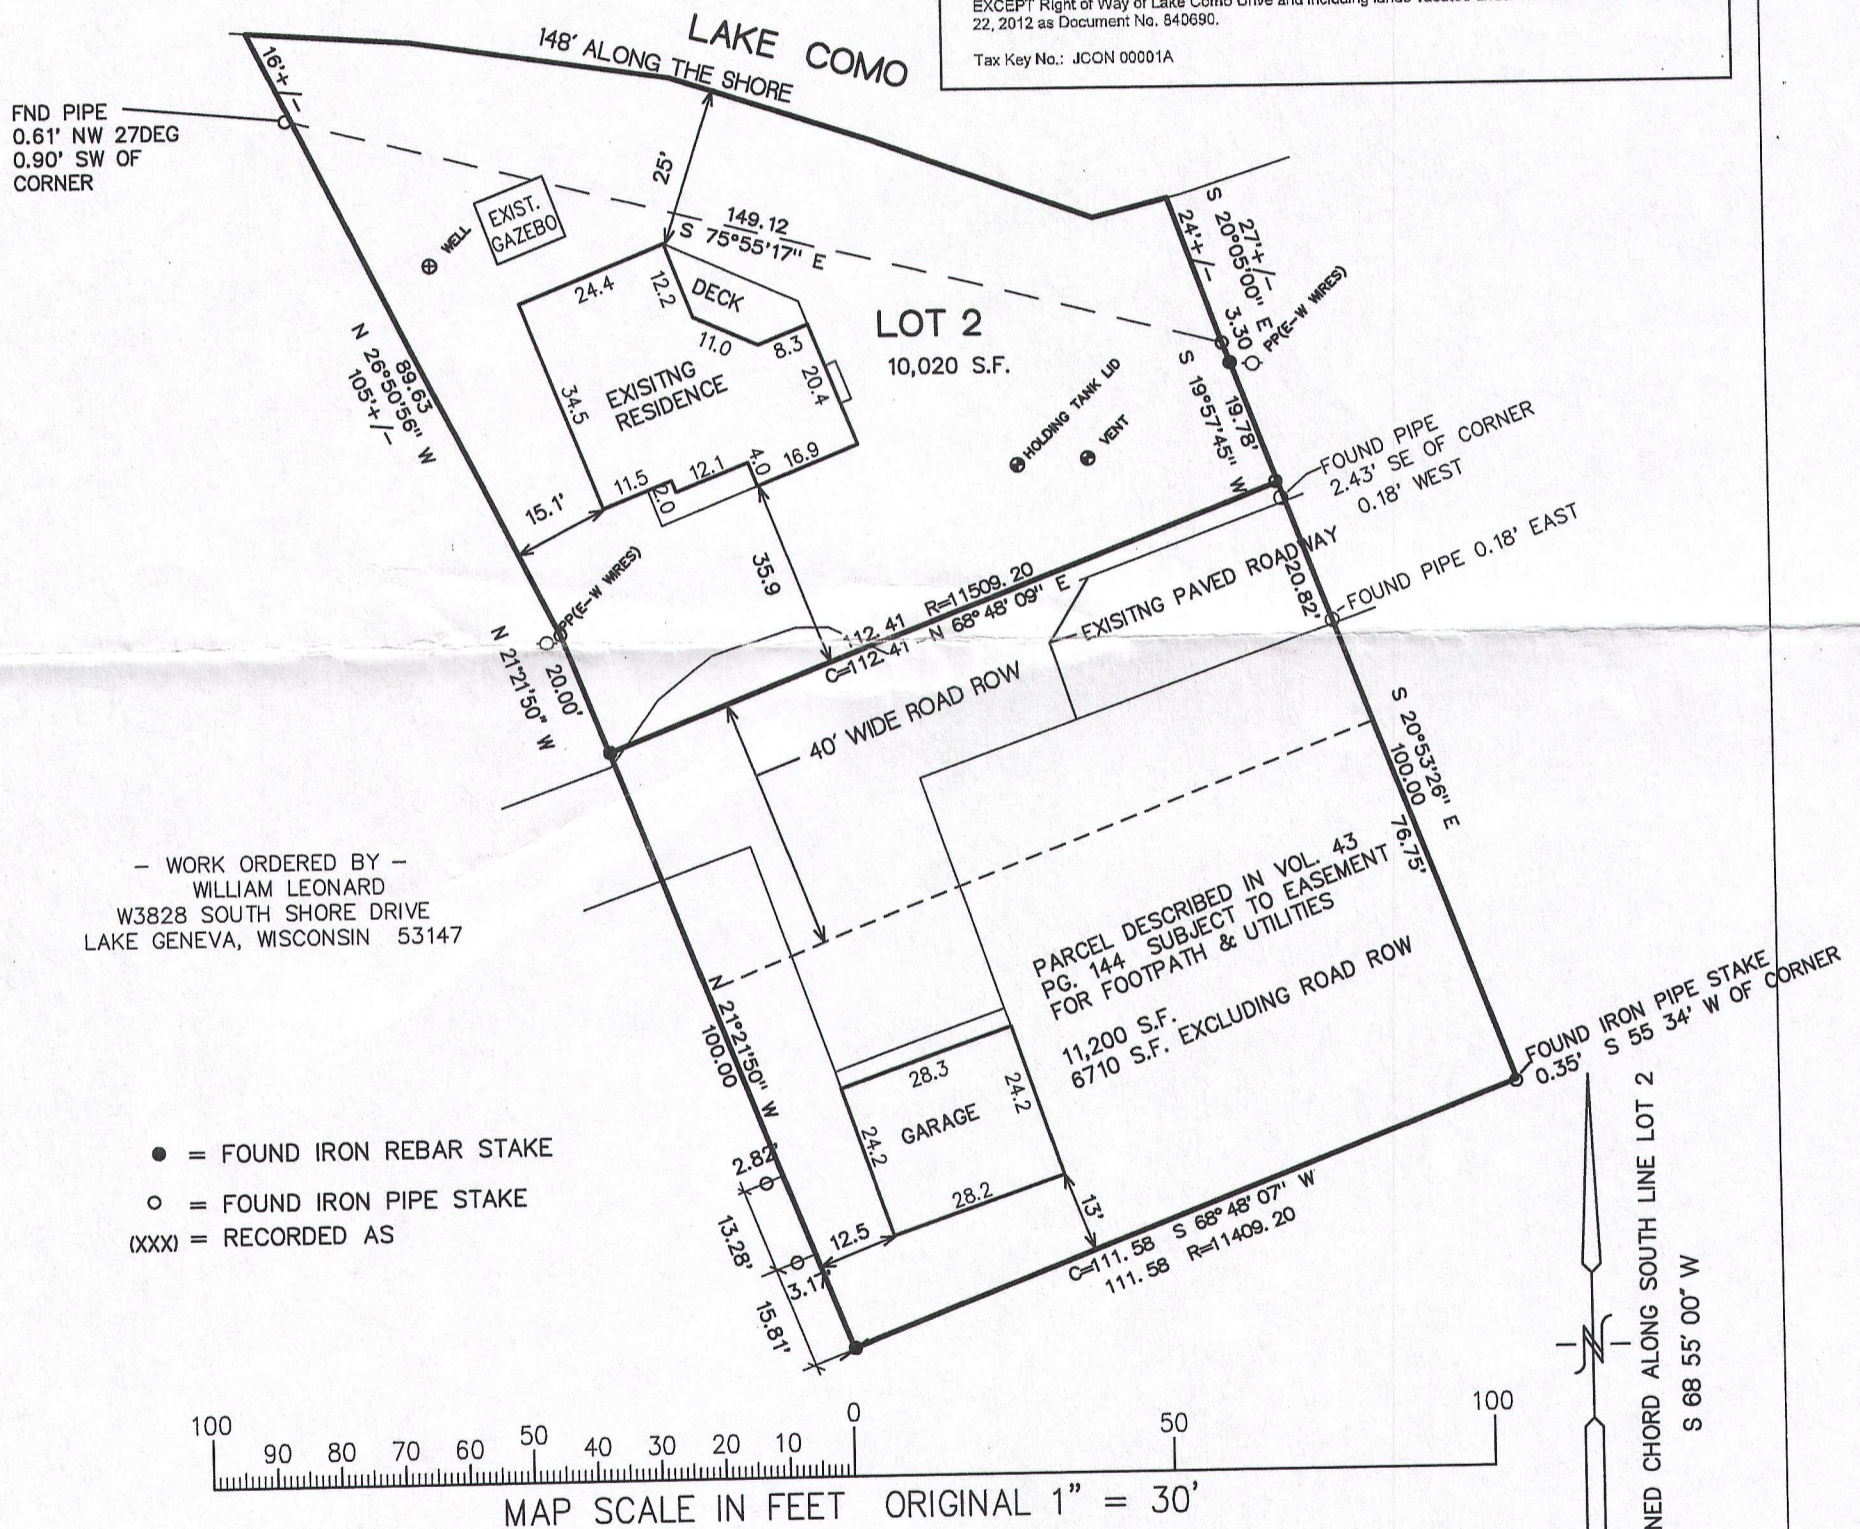 22, 2012 as Document No. 840690.
Tax Key No.: JCON 00001A
LAKE COMO
148' ALONG THE SHORE
16'+/-
FND PIPE
0.61' NW 27DEG
0.90' SW OF
CORNER
25'
EXIST.
GAZEBO
WELL
149.12
S 75°55'17" E
24.4
12.2
DECK
11.0
8.3
20.4
LOT 2
10,020 S.F.
EXISITNG
RESIDENCE
34.5
11.5
2.0
12.1
4.0
16.9
15.1'
35.9
89.63
N 26°50'56" W
105'+/-
24'+/-
27'+/-
S 20°05'00" E
3.30
PP(E-W WIRES)
S 19°57'45" W
19.78'
HOLDING TANK LID
VENT
FOUND PIPE
2.43' SE OF CORNER
0.18' WEST
EXISITNG PAVED ROADWAY
20.82'
FOUND PIPE 0.18' EAST
PP(E-W WIRES)
20.00'
N 21°21'50" W
112.41 R=11509.20
C=112.41 N 68°48'09" E
40' WIDE ROAD ROW
S 20°53'26" E
100.00
76.75'
- WORK ORDERED BY -
WILLIAM LEONARD
W3828 SOUTH SHORE DRIVE
LAKE GENEVA, WISCONSIN 53147
PARCEL DESCRIBED IN VOL. 43
PG. 144 SUBJECT TO EASEMENT
FOR FOOTPATH & UTILITIES
11,200 S.F.
6710 S.F. EXCLUDING ROAD ROW
FOUND IRON PIPE STAKE
0.35' S 55 34' W OF CORNER
N 21°21'50" W
100.00
28.3
24.2
GARAGE
24.2
28.2
13'
12.5
2.82'
13.28'
3.17'
15.81'
C=111.58 S 68°48'07" W
111.58 R=11409.20
● = FOUND IRON REBAR STAKE
○ = FOUND IRON PIPE STAKE
(XXX) = RECORDED AS
100 90 80 70 60 50 40 30 20 10 0 50 100
MAP SCALE IN FEET ORIGINAL 1" = 30'
N
NED CHORD ALONG SOUTH LINE LOT 2
S 68 55' 00" W